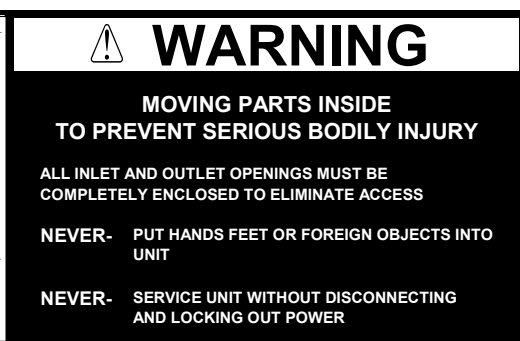 WARNING
MOVING PARTS INSIDE
TO PREVENT SERIOUS BODILY INJURY
ALL INLET AND OUTLET OPENINGS MUST BE
COMPLETELY ENCLOSED TO ELIMINATE ACCESS
NEVER- PUT HANDS FEET OR FOREIGN OBJECTS INTO
UNIT
NEVER- SERVICE UNIT WITHOUT DISCONNECTING
AND LOCKING OUT POWER